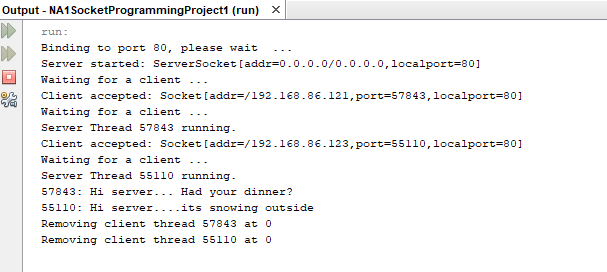 Output - NA1SocketProgrammingProject1 (run)
run:
Binding to port 80, please wait  ...
Server started: ServerSocket[addr=0.0.0.0/0.0.0.0,localport=80]
Waiting for a client ...
Client accepted: Socket[addr=/192.168.86.121,port=57843,localport=80]
Waiting for a client ...
Server Thread 57843 running.
Client accepted: Socket[addr=/192.168.86.123,port=55110,localport=80]
Waiting for a client ...
Server Thread 55110 running.
57843: Hi server... Had your dinner?
55110: Hi server....its snowing outside
Removing client thread 57843 at 0
Removing client thread 55110 at 0